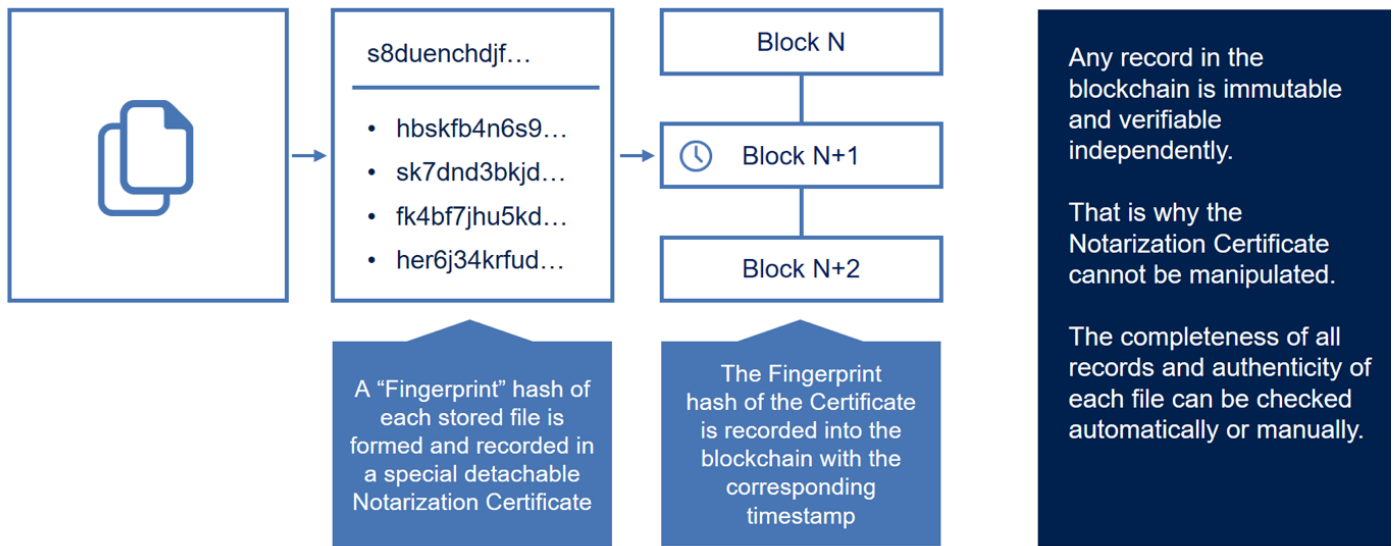 s8duenchdjf…
• hbskfb4n6s9…
• sk7dnd3bkjd…
• fk4bf7jhu5kd…
• her6j34krfud…
A “Fingerprint” hash of
each stored file is
formed and recorded in
a special detachable
Notarization Certificate
Block N
Block N+1
Block N+2
The Fingerprint
hash of the Certificate
is recorded into the
blockchain with the
corresponding
timestamp
Any record in the
blockchain is immutable
and verifiable
independently.
That is why the
Notarization Certificate
cannot be manipulated.
The completeness of all
records and authenticity of
each file can be checked
automatically or manually.